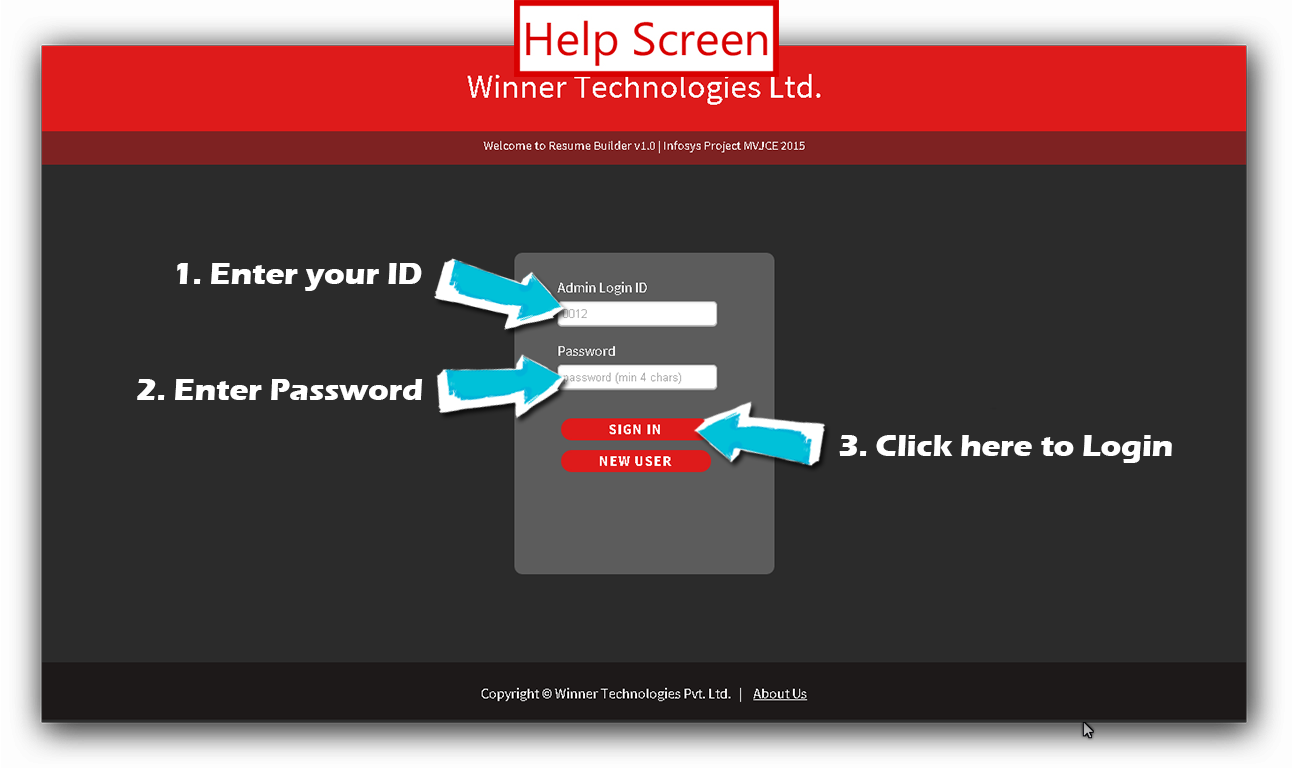 Help Screen
Winner Technologies Ltd.
Welcome to Resume Builder v1.0 | Infosys Project MVJCE 2015
1. Enter your ID
Admin Login ID
0012
Password
2. Enter Password
password (min 4 chars)
SIGN IN
3. Click here to Login
NEW USER
Copyright © Winner Technologies Pvt. Ltd. | About Us